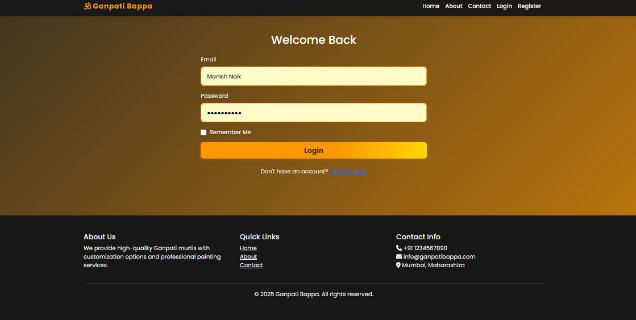 🕉 Ganpati Bappa
Home About Contact Login Register
Welcome Back
Email
Manish Naik
Password
Remember Me
Login
Don't have an account?
About Us
We provide high-quality Ganpati murtis with
customization options and professional painting
services.
Quick Links
Home
About
Contact
Contact Info
+91 1234567890
info@ganpatibappa.com
Mumbai, Maharashtra
© 2025 Ganpati Bappa. All rights reserved.